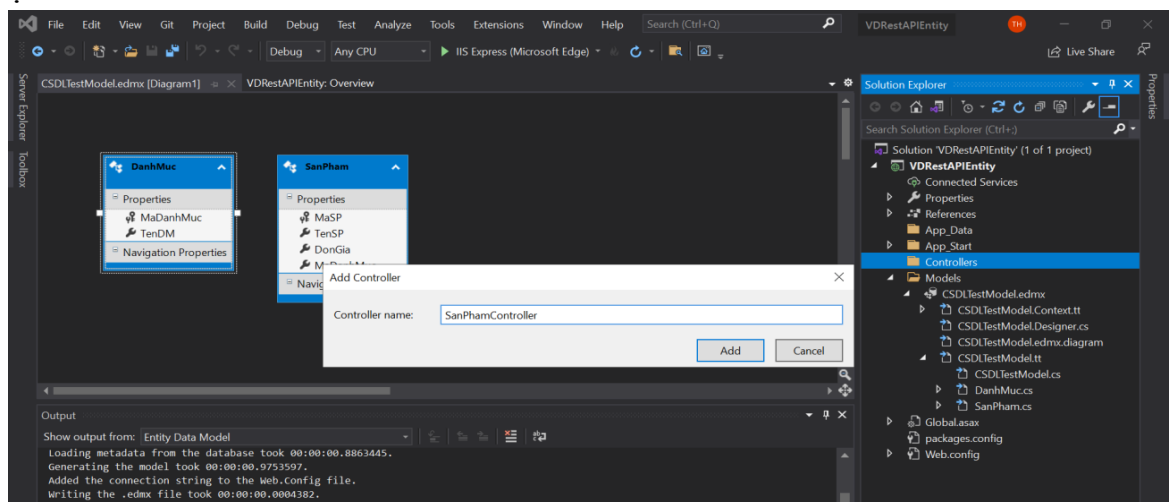 File Edit View Git Project Build Debug Test Analyze Tools Extensions Window Help Search (Ctrl+Q) VDRestAPIEntity TH
Debug Any CPU IIS Express (Microsoft Edge) Live Share
Server Explorer
Toolbox
CSDLTestModel.edmx [Diagram1] VDRestAPIEntity: Overview
DanhMuc
Properties
MaDanhMuc
TenDM
Navigation Properties
SanPham
Properties
MaSP
TenSP
DonGia
Add Controller
Controller name: SanPhamController
Add Cancel
Output
Show output from: Entity Data Model
Loading metadata from the database took 00:00:00.8863445.
Generating the model took 00:00:00.9753597.
Added the connection string to the Web.Config file.
Writing the .edmx file took 00:00:00.0004382.
Solution Explorer
Search Solution Explorer (Ctrl+;)
Solution 'VDRestAPIEntity' (1 of 1 project)
VDRestAPIEntity
Connected Services
Properties
References
App_Data
App_Start
Controllers
Models
CSDLTestModel.edmx
CSDLTestModel.Context.tt
CSDLTestModel.Designer.cs
CSDLTestModel.edmx.diagram
CSDLTestModel.tt
CSDLTestModel.cs
DanhMuc.cs
SanPham.cs
Global.asax
packages.config
Web.config
Properties